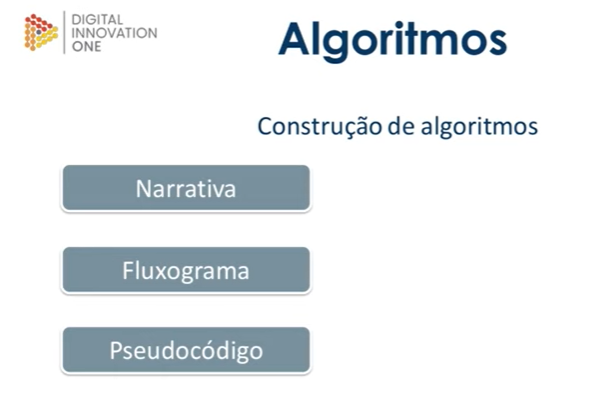 DIGITAL
INNOVATION
ONE
Algoritmos
Construção de algoritmos
Narrativa
Fluxograma
Pseudocódigo